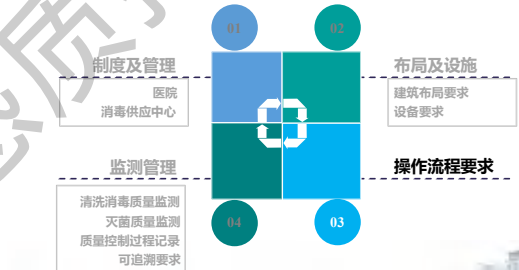 01
02
制度及管理
医院
消毒供应中心
布局及设施
建筑布局要求
设备要求
监测管理
清洗消毒质量监测
灭菌质量监测
质量控制过程记录
可追溯要求
操作流程要求
04
03